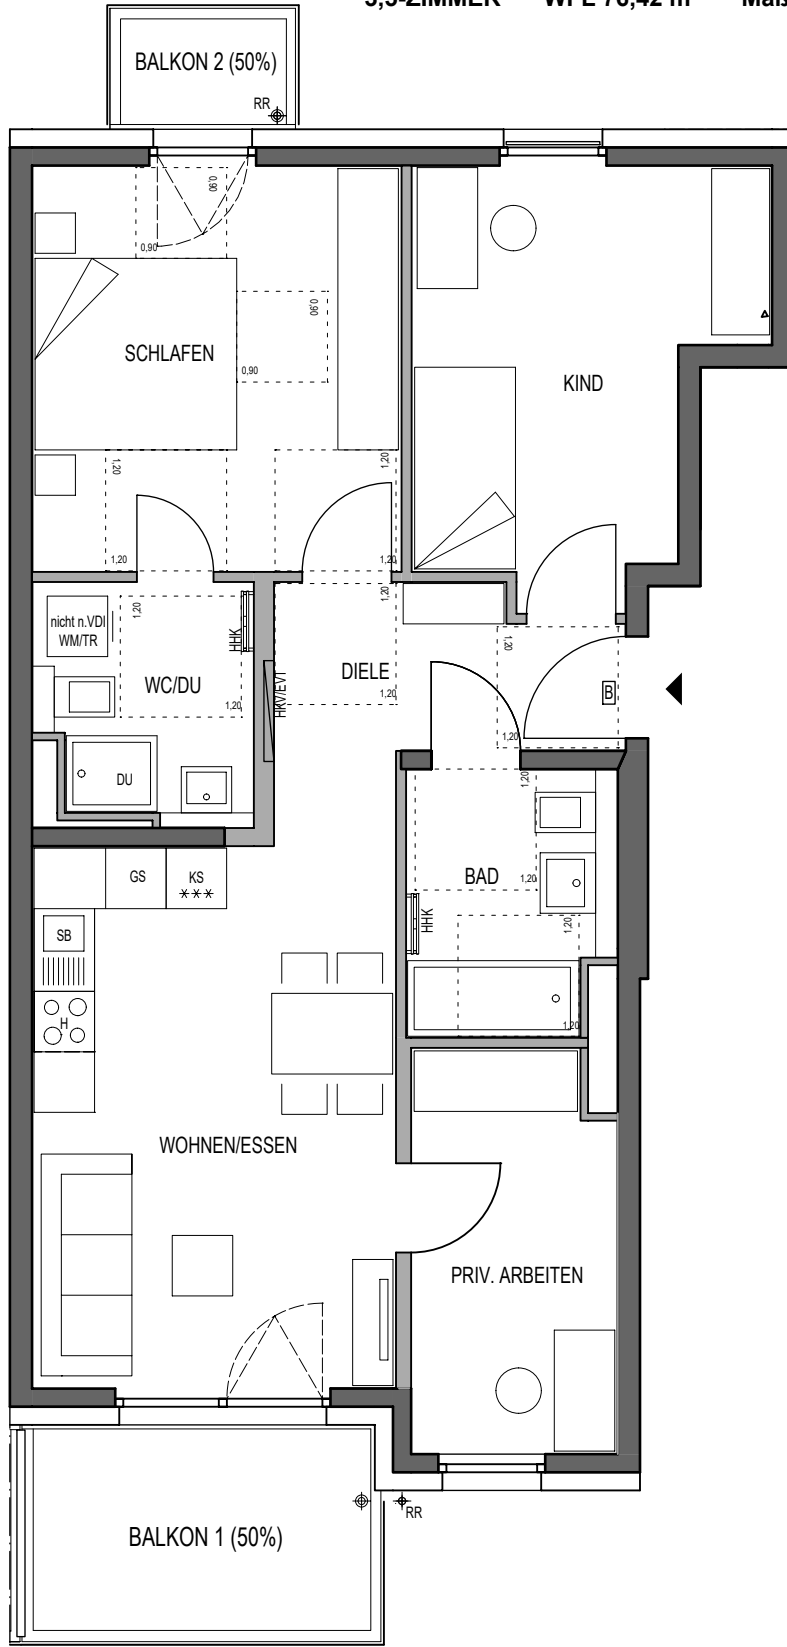 BALKON 2 (50%)
RR
0,90
0,90
SCHLAFEN
0,90
0,90
KIND
1,20
1,20
1,20
1,20
nicht n.VDI
WM/TR
1,20
HHK
1,20
1,20
WC/DU
DIELE
B
1,20
HKV/EVT
1,20
1,20
DU
1,20
GS
KS
***
BAD
1,20
HHK
1,20
SB
H
1,20
WOHNEN/ESSEN
PRIV. ARBEITEN
RR
BALKON 1 (50%)